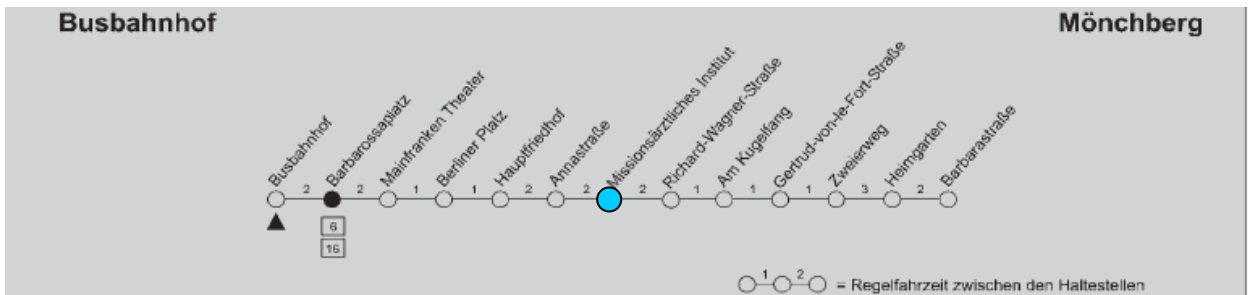 Busbahnhof
Mönchberg
Busbahnhof
Barbarossaplatz
Mainfranken Theater
Berliner Platz
Hauptfriedhof
Annastraße
Missionsärztliches Institut
Richard-Wagner-Straße
Am Kugelfang
Gertrud-von-le-Fort-Straße
Zweierweg
Heimgarten
Barbarastraße
2 2 1 1 2 2 2 1 1 1 3 2
6
16
1 2 = Regelfahrzeit zwischen den Haltestellen